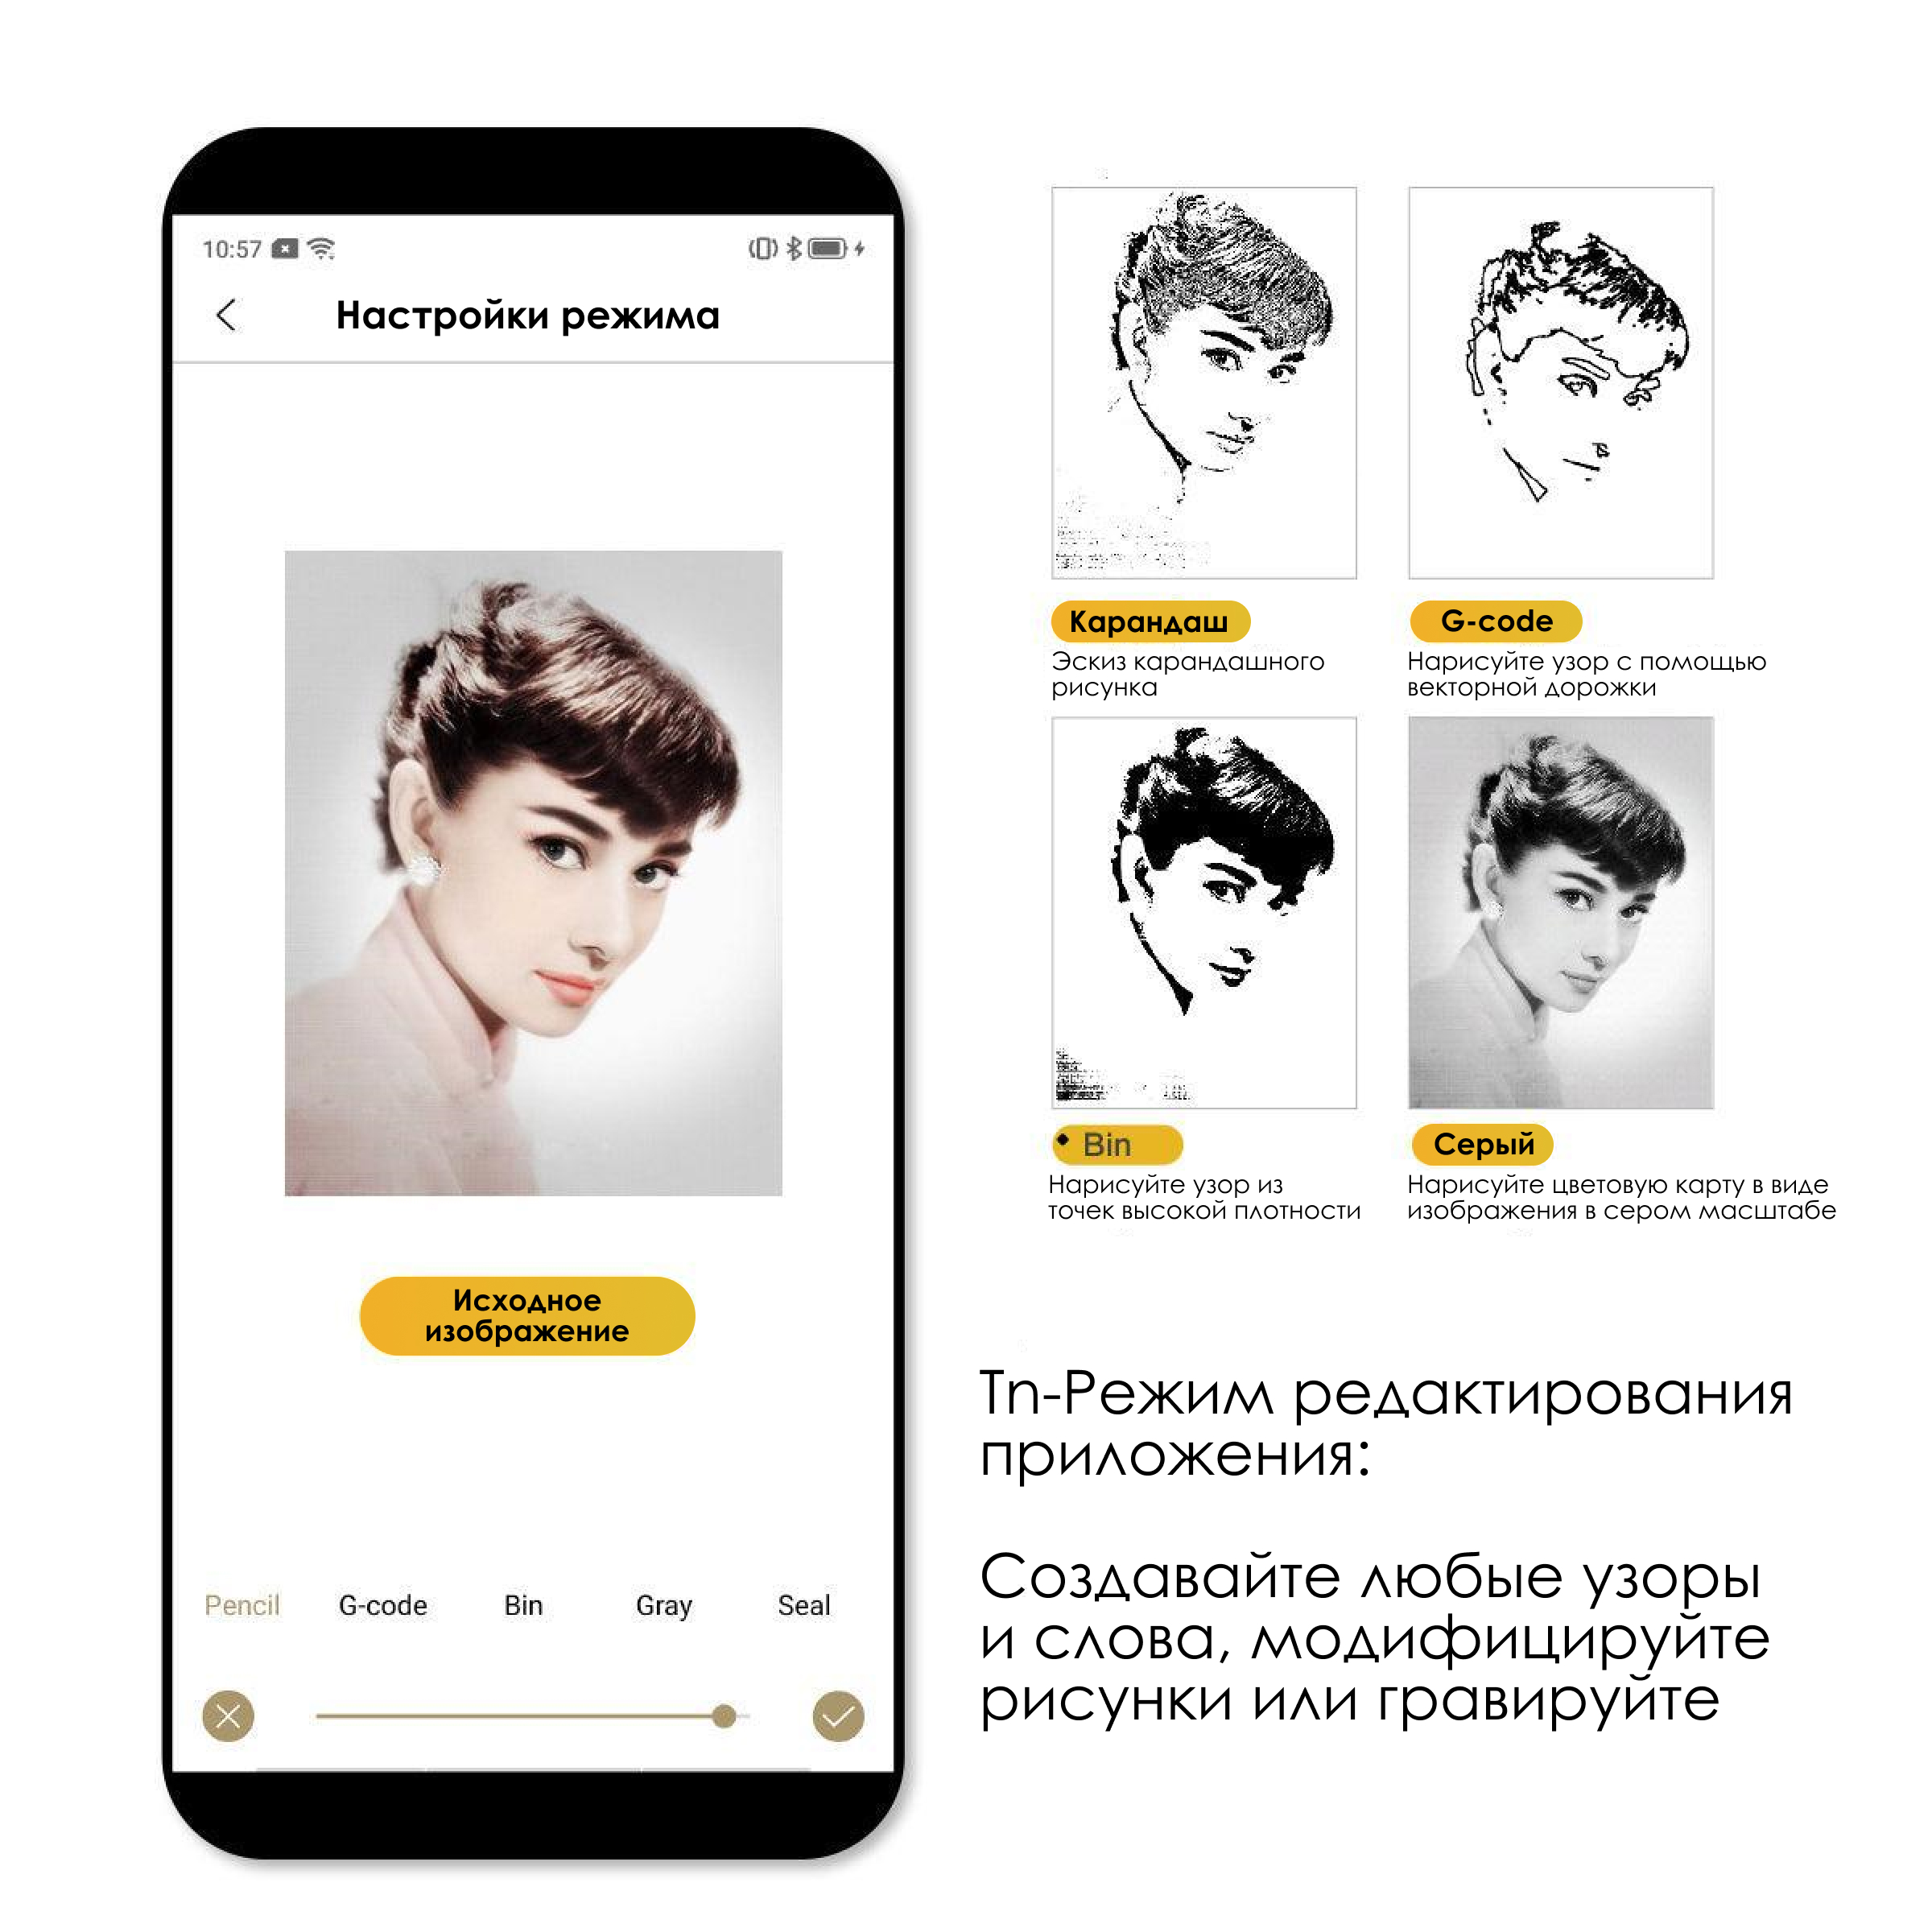 10:57
Настройки режима
Исходное
изображение
Pencil G-code Bin Gray Seal
Карандаш
Эскиз карандашного
рисунка
G-code
Нарисуйте узор с помощью
векторной дорожки
Bin
Нарисуйте узор из
точек высокой плотности
Серый
Нарисуйте цветовую карту в виде
изображения в сером масштабе
Tn-Режим редактирования
приложения:
Создавайте любые узоры
и слова, модифицируйте
рисунки или гравируйте